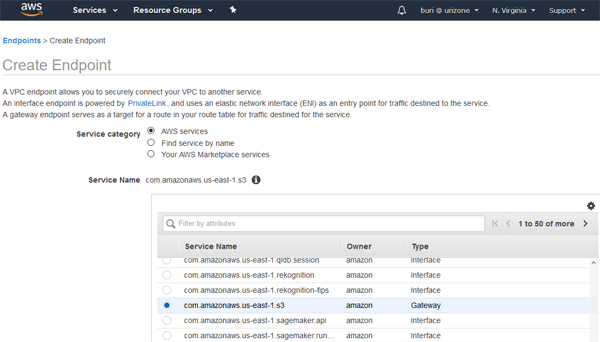 aws Services Resource Groups buri @ urizone N. Virginia Support
Endpoints > Create Endpoint
Create Endpoint
A VPC endpoint allows you to securely connect your VPC to another service.
An interface endpoint is powered by PrivateLink, and uses an elastic network interface (ENI) as an entry point for traffic destined to the service.
A gateway endpoint serves as a target for a route in your route table for traffic destined for the service.
Service category AWS services
Find service by name
Your AWS Marketplace services
Service Name com.amazonaws.us-east-1.s3
Filter by attributes 1 to 50 of more
Service Name Owner Type
com.amazonaws.us-east-1.qldb.session amazon Interface
com.amazonaws.us-east-1.rekognition amazon Interface
com.amazonaws.us-east-1.rekognition-fips amazon Interface
com.amazonaws.us-east-1.s3 amazon Gateway
com.amazonaws.us-east-1.sagemaker.api amazon Interface
com.amazonaws.us-east-1.sagemaker.run... amazon Interface